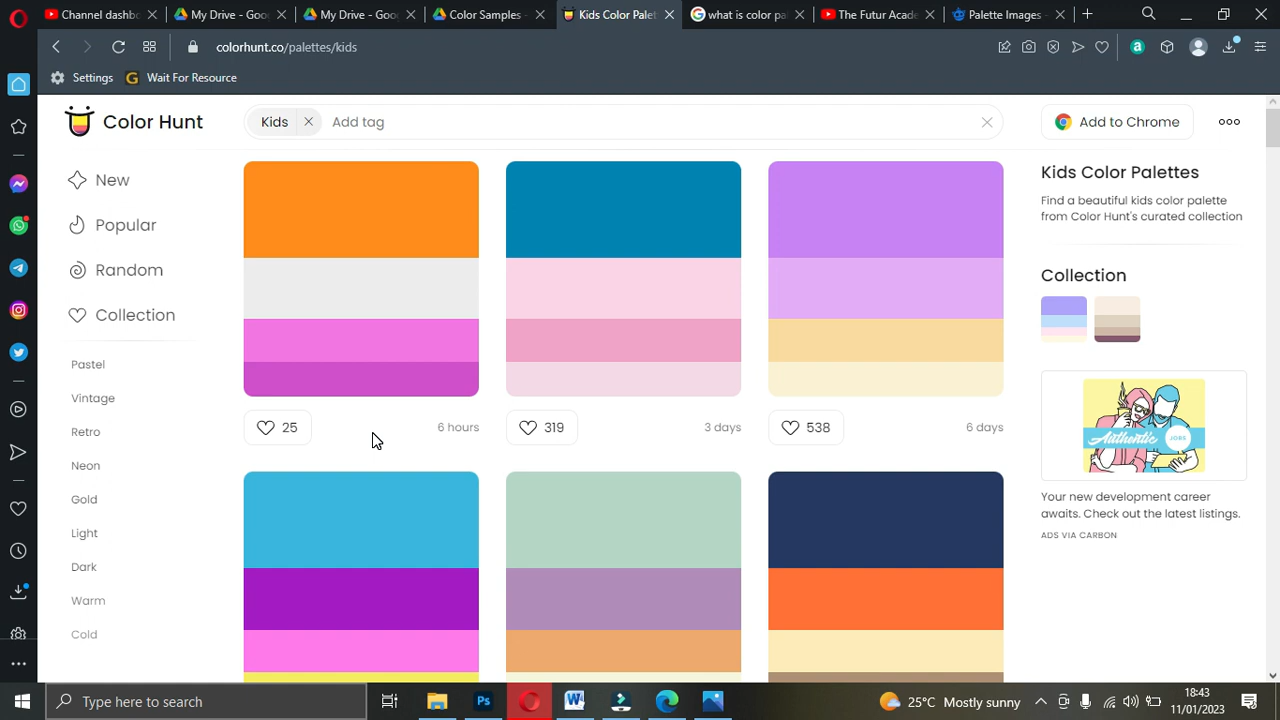 Channel dashb
My Drive - Goo
My Drive - Goog
Color Samples -
Kids Color Palet
what is color pa
The Futur Acade
Palette Images -
colorhunt.co/palettes/kids
Settings
G Wait For Resource
Color Hunt
Kids
Add tag
Add to Chrome
New
Popular
Random
Collection
Pastel
Vintage
Retro
Neon
Gold
Light
Dark
Warm
Cold
25
6 hours
319
3 days
538
6 days
Kids Color Palettes
Find a beautiful kids color palette
from Color Hunt's curated collection
Collection
Authentic JOBS
Your new development career
awaits. Check out the latest listings.
ADS VIA CARBON
Type here to search
Ps
W
25°C Mostly sunny
18:43
11/01/2023